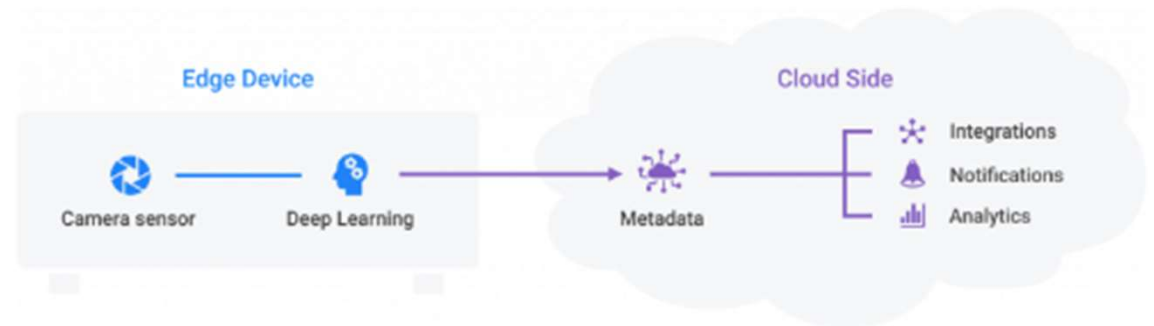 Edge Device
Cloud Side
Camera sensor
Deep Learning
Metadata
Integrations
Notifications
Analytics